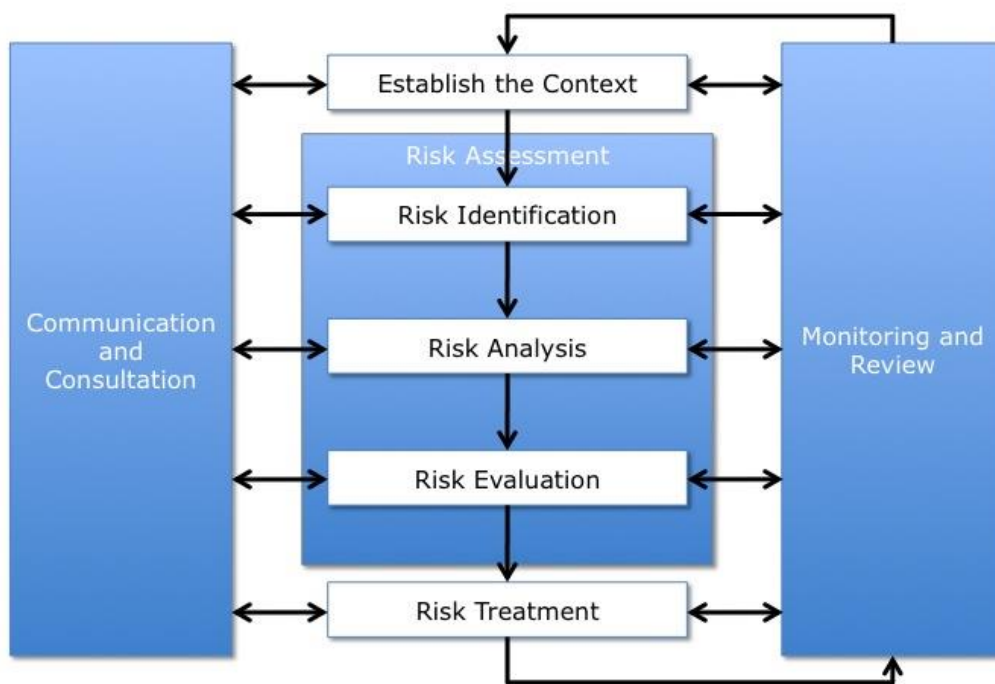 Establish the Context
Risk Assessment
Risk Identification
Communication
and
Consultation
Risk Analysis
Monitoring and
Review
Risk Evaluation
Risk Treatment